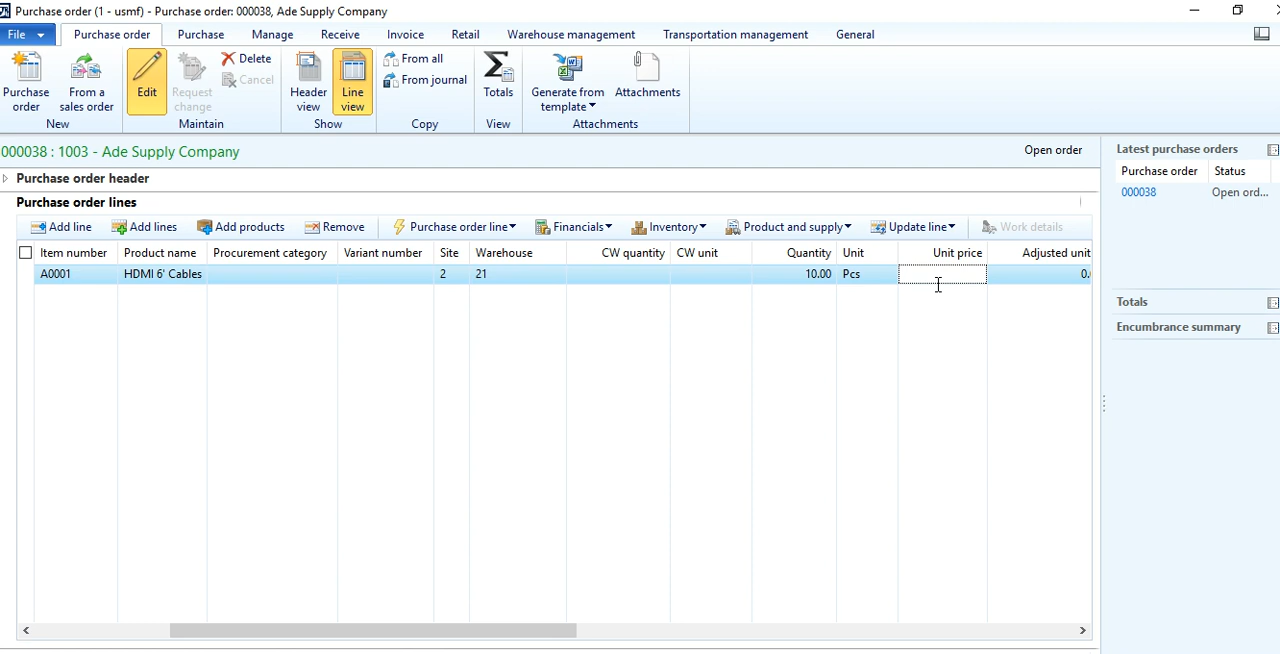 Purchase order (1 - usmf) - Purchase order: 000038, Ade Supply Company
File Purchase order Purchase Manage Receive Invoice Retail Warehouse management Transportation management General
Purchase order From a sales order Edit Request change Delete Cancel Header view Line view From all From journal Totals Generate from template Attachments
New Maintain Show Copy View Attachments
000038 : 1003 - Ade Supply Company Open order
Purchase order header
Purchase order lines
Add line Add lines Add products Remove Purchase order line Financials Inventory Product and supply Update line Work details
Item number Product name Procurement category Variant number Site Warehouse CW quantity CW unit Quantity Unit Unit price Adjusted unit
A0001 HDMI 6' Cables 2 21 10.00 Pcs 0.
Latest purchase orders
Purchase order Status
000038 Open ord...
Totals
Encumbrance summary